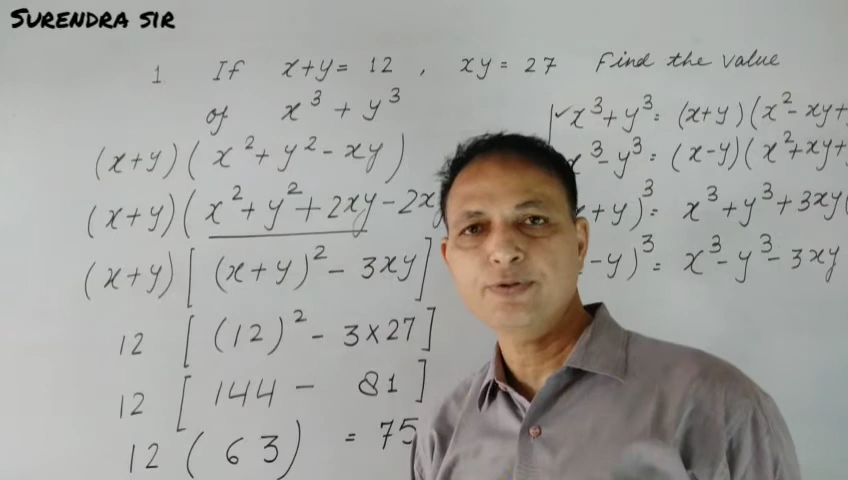 SURENDRA SIR
1 If x+y= 12 , xy = 27 Find the value
of x³ + y³
(x+y) ( x² + y² - xy )
(x+y) ( x² + y² + 2xy - 2x
(x+y) [ (x+y)² - 3xy ]
12 [ (12)² - 3×27 ]
12 [ 144 - 81 ]
12 ( 63 ) = 75
✓x³ + y³ = (x+y) (x² - xy+
x³ - y³ = (x-y) (x² + xy+
x+y)³ = x³ + y³ + 3xy(
-y)³ = x³ - y³ - 3xy